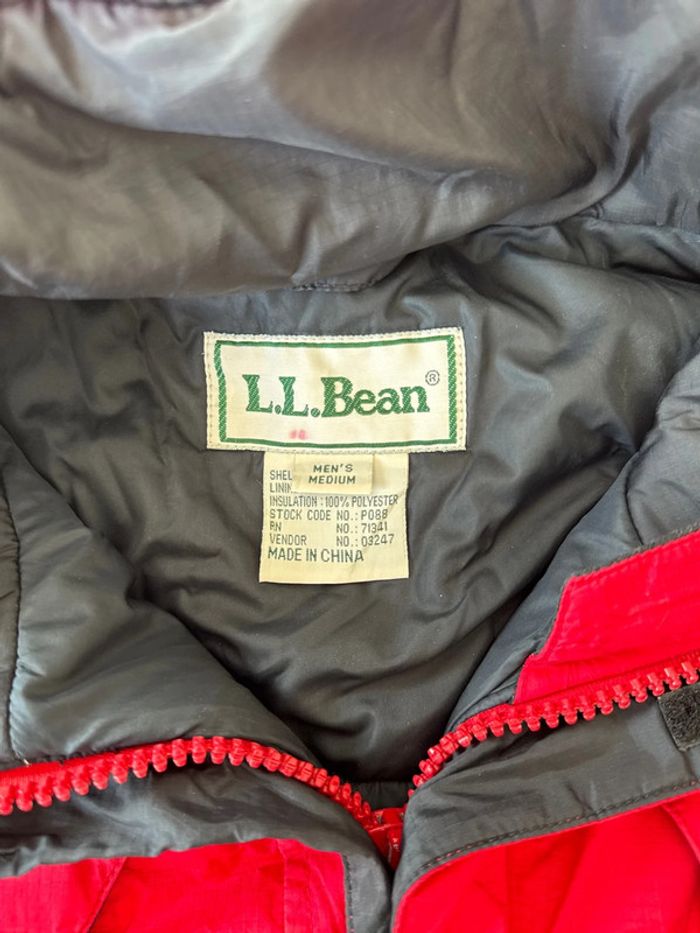 L.L.Bean®
MEN'S
MEDIUM
INSULATION : 100% POLYESTER
STOCK CODE NO.: P088
RN NO.: 71341
VENDOR NO.: 03247
MADE IN CHINA